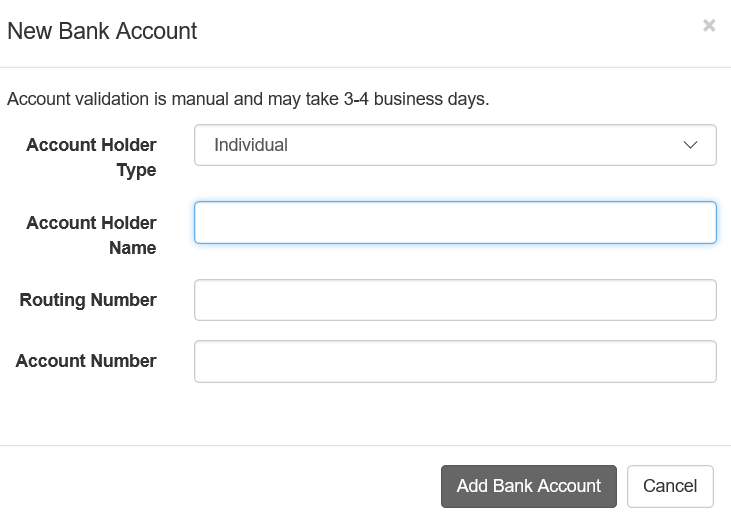 New Bank Account
×
Account validation is manual and may take 3-4 business days.
Account Holder
Type
Individual
Account Holder
Name
Routing Number
Account Number
Add Bank Account
Cancel